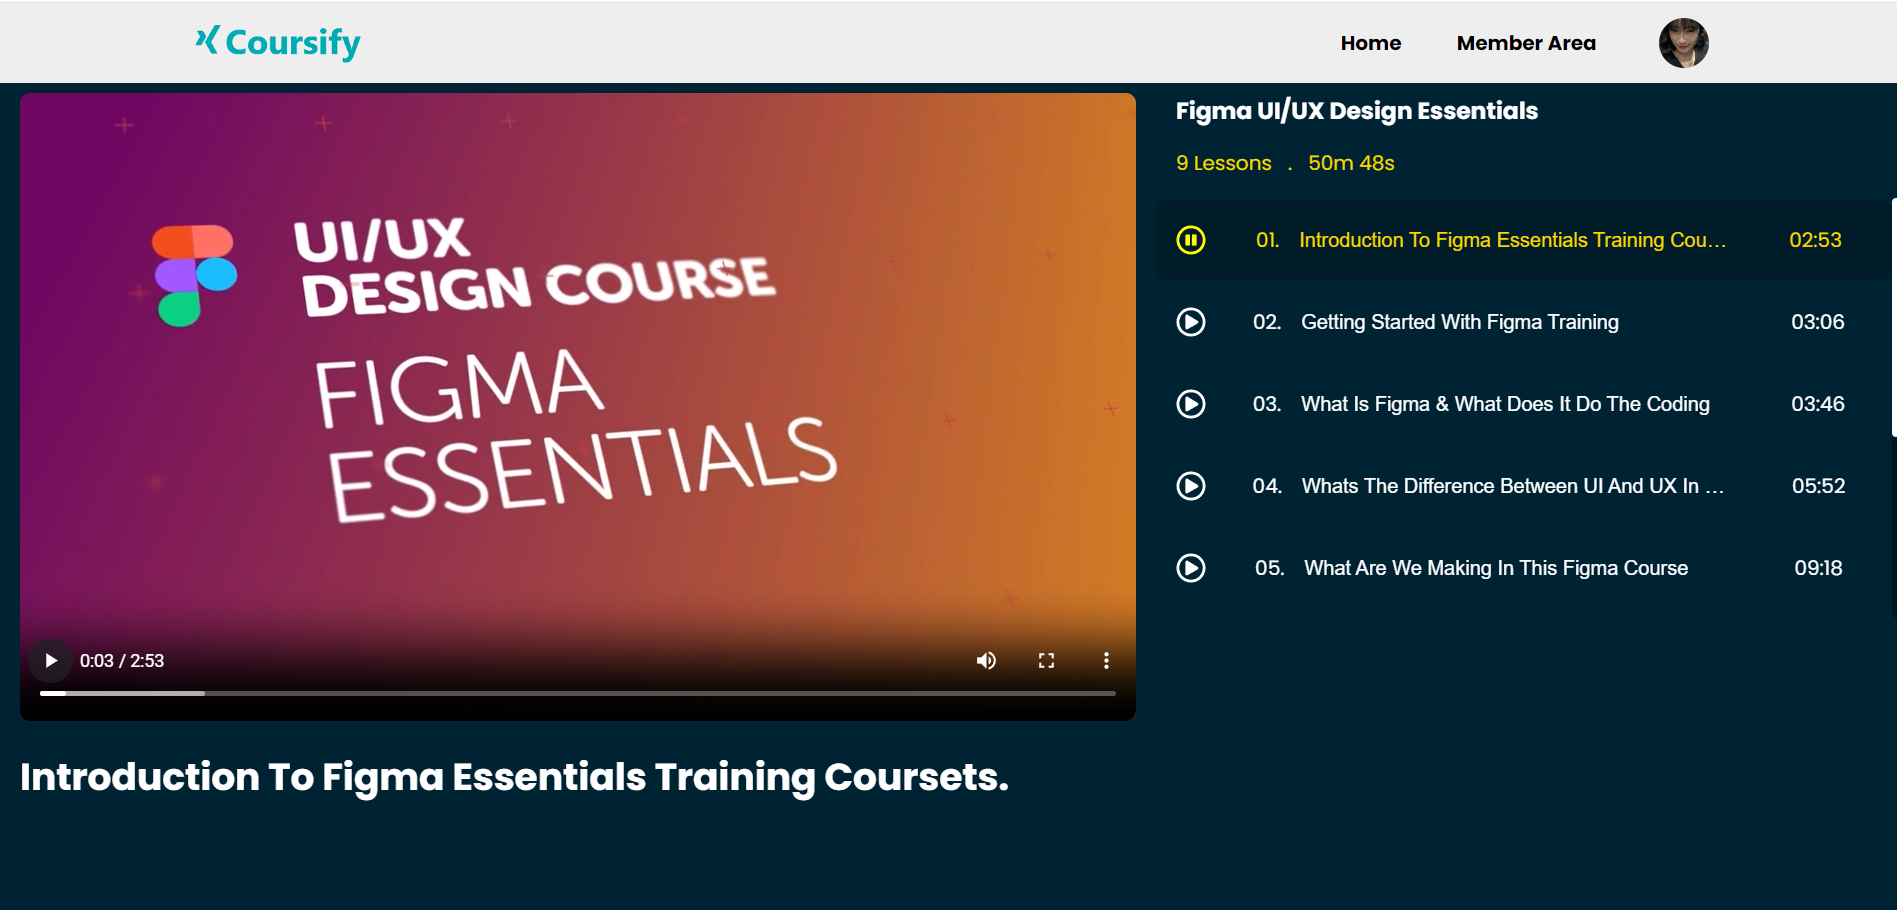 Coursify
Home
Member Area
UI/UX
DESIGN COURSE
FIGMA
ESSENTIALS
0:03 / 2:53
Introduction To Figma Essentials Training Coursets.
Figma UI/UX Design Essentials
9 Lessons . 50m 48s
01. Introduction To Figma Essentials Training Cou... 02:53
02. Getting Started With Figma Training 03:06
03. What Is Figma & What Does It Do The Coding 03:46
04. Whats The Difference Between UI And UX In ... 05:52
05. What Are We Making In This Figma Course 09:18